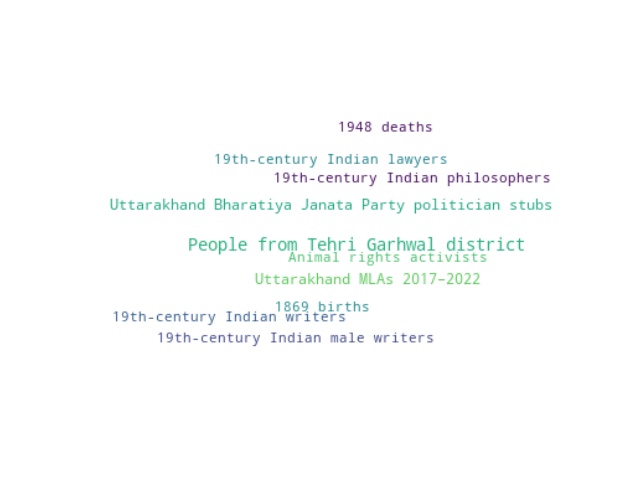 1948 deaths
19th-century Indian lawyers
19th-century Indian philosophers
Uttarakhand Bharatiya Janata Party politician stubs
People from Tehri Garhwal district
Animal rights activists
Uttarakhand MLAs 2017–2022
1869 births
19th-century Indian writers
19th-century Indian male writers